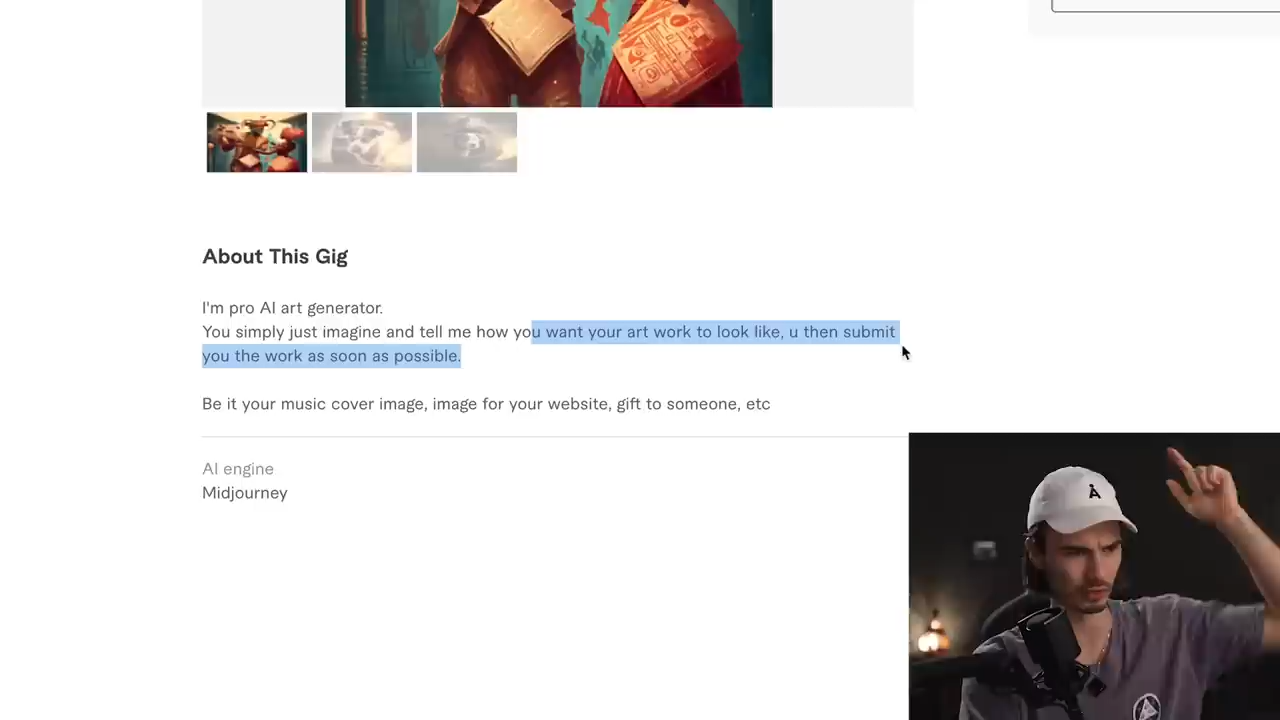 About This Gig
I'm pro AI art generator.
You simply just imagine and tell me how you want your art work to look like, u then submit
you the work as soon as possible.
Be it your music cover image, image for your website, gift to someone, etc
AI engine
Midjourney
Å